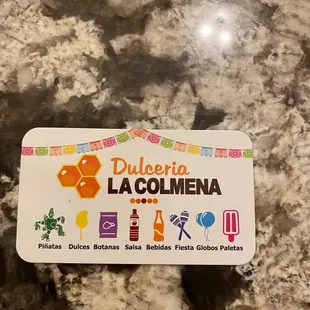 Dulceria
LA COLMENA
Piñatas Dulces Botanas Salsa Bebidas Fiesta Globos Paletas